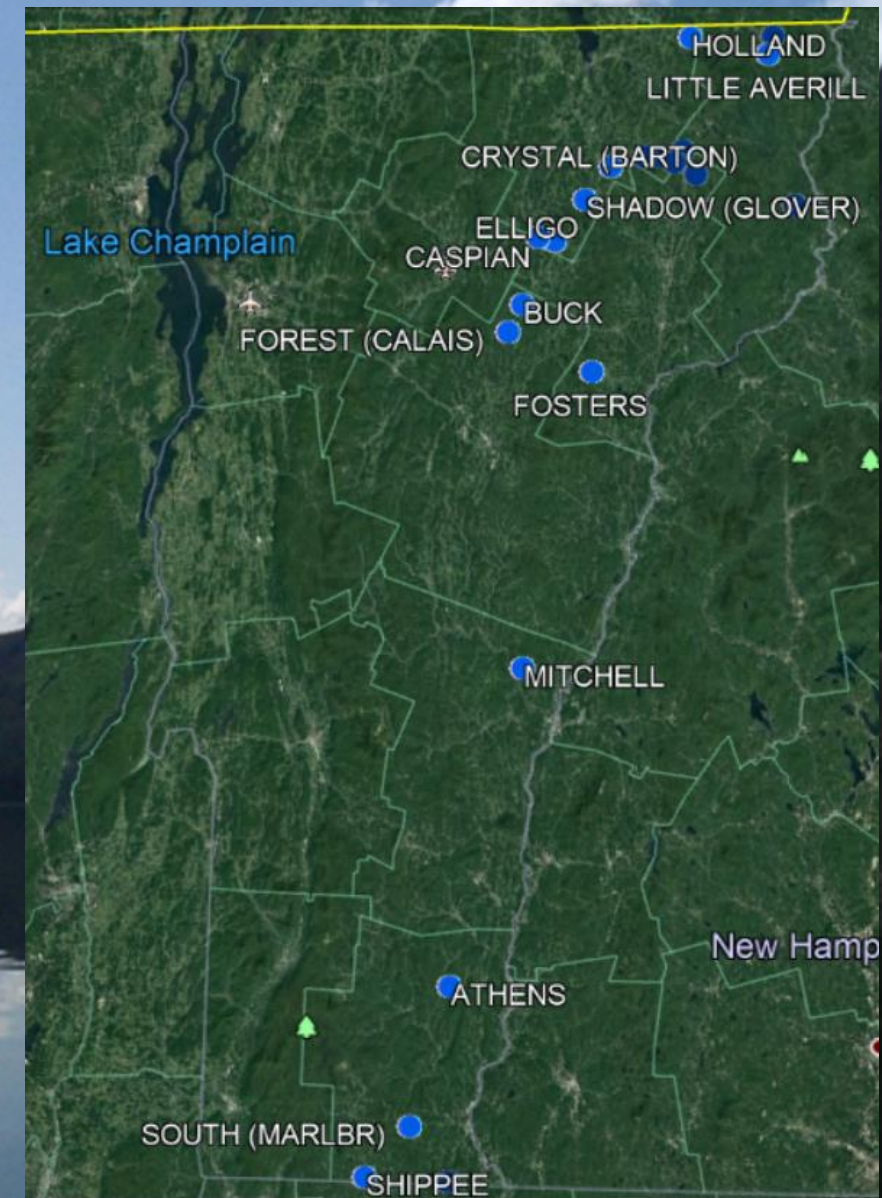 HOLLAND
LITTLE AVERILL
CRYSTAL (BARTON)
SHADOW (GLOVER)
ELLIGO
Lake Champlain
CASPIAN
BUCK
FOREST (CALAIS)
FOSTERS
MITCHELL
New Hamp
ATHENS
SOUTH (MARLBR)
SHIPPEE